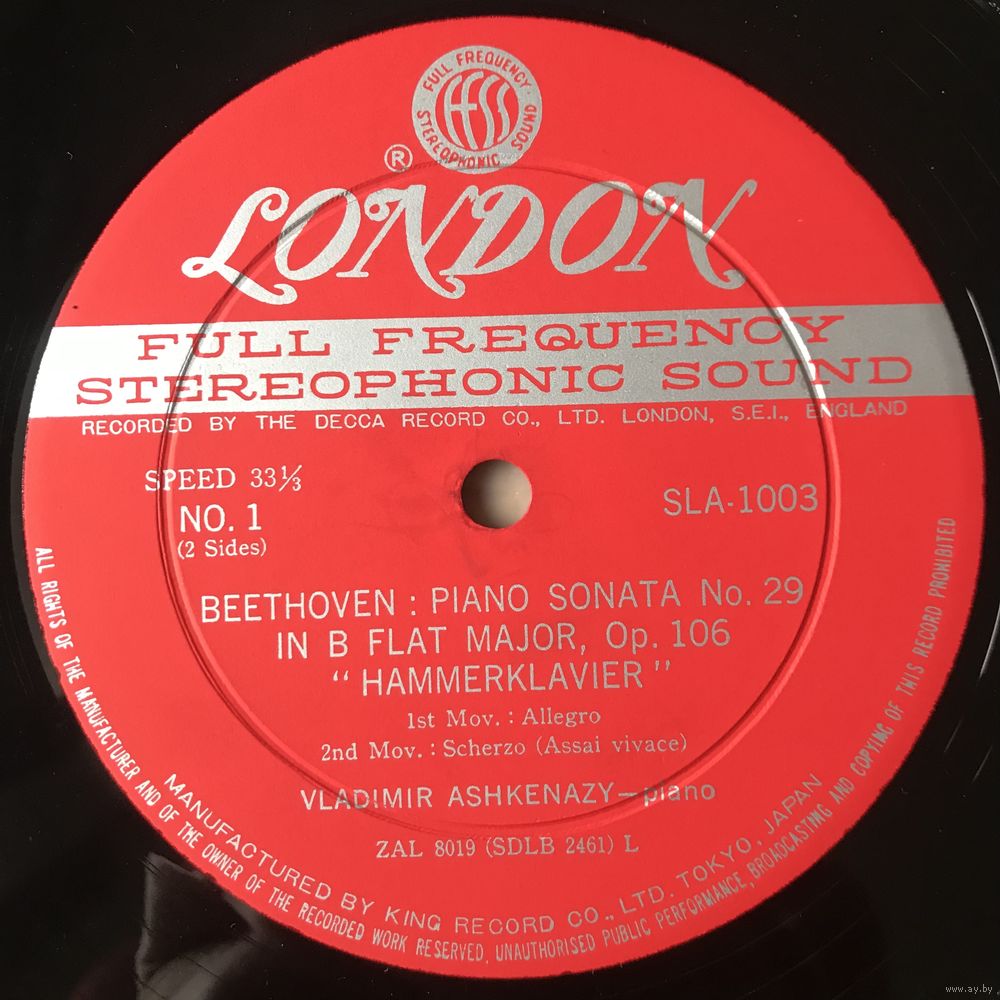 FULL FREQUENCY
ffss
STEREOPHONIC SOUND
®
LONDON
FULL FREQUENCY
STEREOPHONIC SOUND
RECORDED BY THE DECCA RECORD CO., LTD. LONDON, S.E.I., ENGLAND
SPEED 33⅓
NO. 1
(2 Sides)
SLA-1003
BEETHOVEN : PIANO SONATA No. 29
IN B FLAT MAJOR, Op. 106
“HAMMERKLAVIER”
1st Mov. : Allegro
2nd Mov. : Scherzo (Assai vivace)
VLADIMIR ASHKENAZY—piano
ZAL 8019 (SDLB 2461) L
MANUFACTURED BY KING RECORD CO., LTD. TOKYO, JAPAN
ALL RIGHTS OF THE MANUFACTURER AND OF THE OWNER OF THE RECORDED WORK RESERVED, UNAUTHORISED PUBLIC PERFORMANCE, BROADCASTING AND COPYING OF THIS RECORD PROHIBITED
www.ay.by